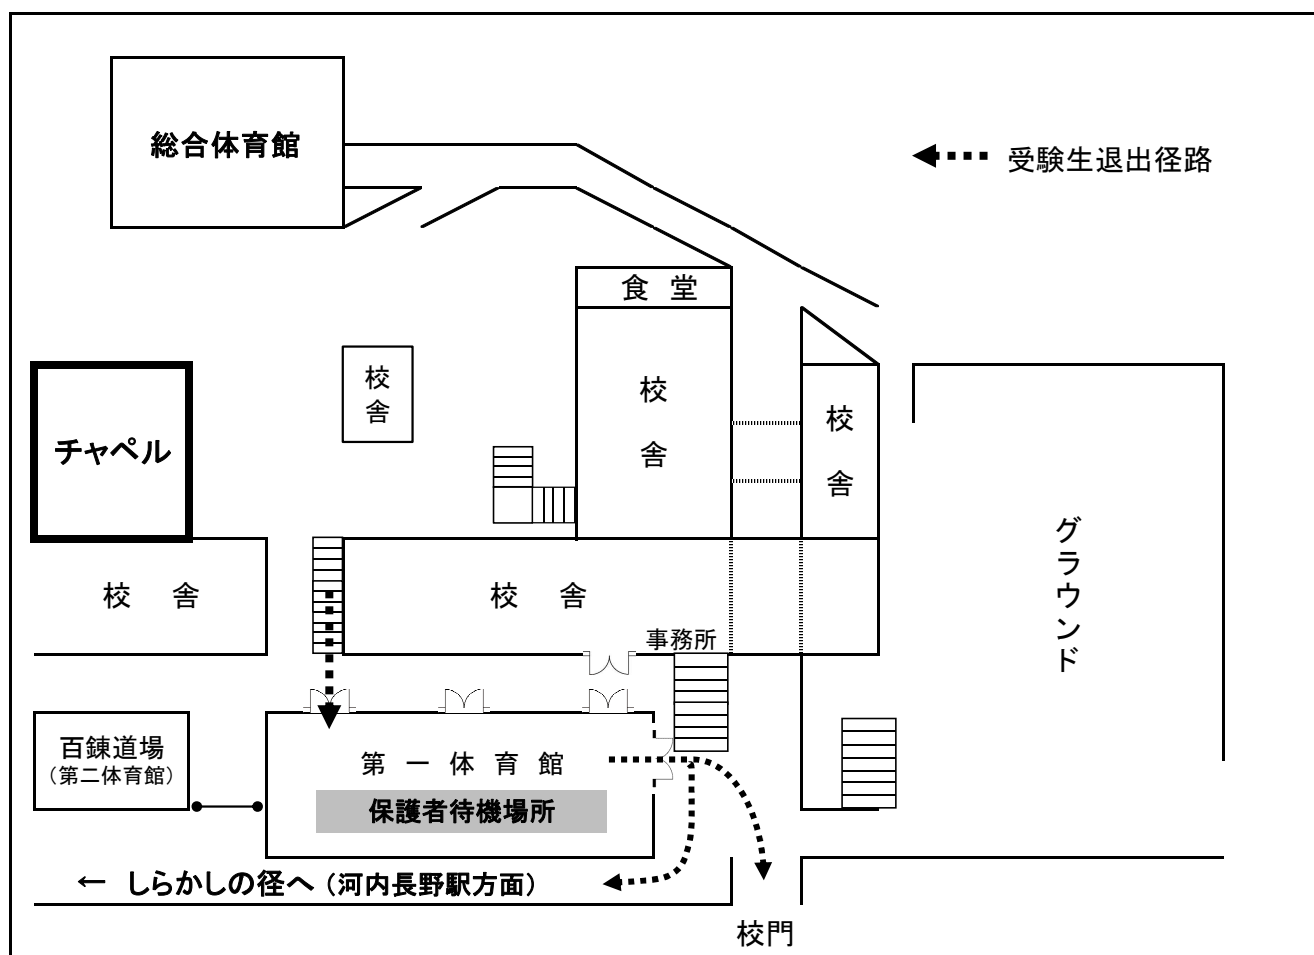 総合体育館
受験生退出径路
食 堂
校
舎
校
舎
校
舎
チャペル
グラウンド
校 舎
校 舎
事務所
百錬道場
（第二体育館）
第 一 体 育 館
保護者待機場所
← しらかしの径へ（河内長野駅方面）
校門